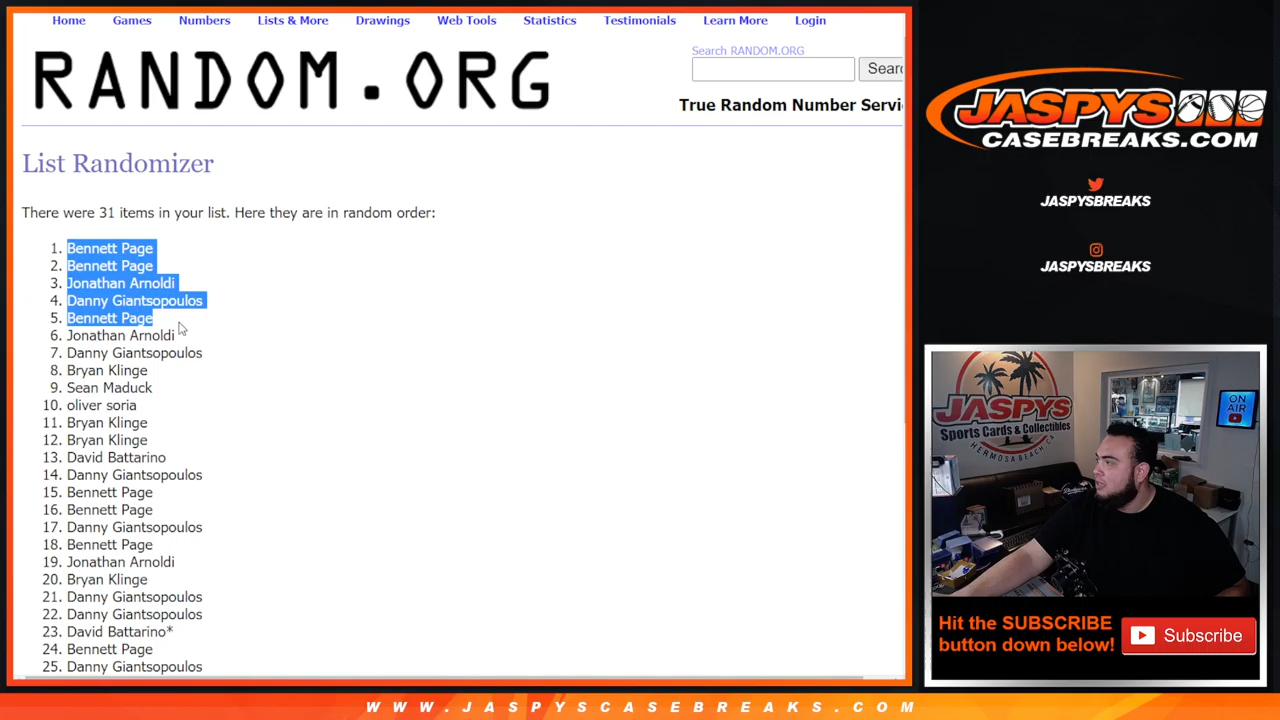 Home Games Numbers Lists & More Drawings Web Tools Statistics Testimonials Learn More Login
RANDOM.ORG
Search RANDOM.ORG
Searc
True Random Number Servi
List Randomizer
There were 31 items in your list. Here they are in random order:
1. Bennett Page
2. Bennett Page
3. Jonathan Arnoldi
4. Danny Giantsopoulos
5. Bennett Page
6. Jonathan Arnoldi
7. Danny Giantsopoulos
8. Bryan Klinge
9. Sean Maduck
10. oliver soria
11. Bryan Klinge
12. Bryan Klinge
13. David Battarino
14. Danny Giantsopoulos
15. Bennett Page
16. Bennett Page
17. Danny Giantsopoulos
18. Bennett Page
19. Jonathan Arnoldi
20. Bryan Klinge
21. Danny Giantsopoulos
22. Danny Giantsopoulos
23. David Battarino*
24. Bennett Page
25. Danny Giantsopoulos
JASPYS
CASEBREAKS.COM
JASPYSBREAKS
JASPYSBREAKS
JASPYS
Sports Cards & Collectibles
HERMOSA BEACH, CA
ON
AIR
Hit the SUBSCRIBE
button down below!
Subscribe
WWW.JASPYSCASEBREAKS.COM